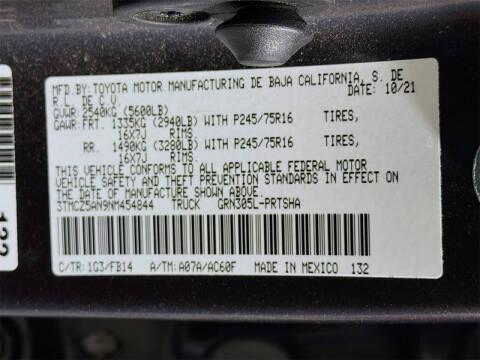 MFD.BY:TOYOTA MOTOR MANUFACTURING DE BAJA CALIFORNIA, S. DE
R.L. DE C.V. DATE: 10/21
GVWR: 2540KG (5600LB)
GAWR:FRT. 1335KG (2940LB) WITH P245/75R16 TIRES,
16X7J RIMS.
RR. 1490KG (3280LB) WITH P245/75R16 TIRES,
16X7J RIMS.
THIS VEHICLE CONFORMS TO ALL APPLICABLE FEDERAL MOTOR
VEHICLE SAFETY AND THEFT PREVENTION STANDARDS IN EFFECT ON
THE DATE OF MANUFACTURE SHOWN ABOVE.
3TMCZ5AN9NM454844 TRUCK GRN305L-PRTSHA
C/TR:1G3/FB14 A/TM:A07A/AC60F MADE IN MEXICO 132
122